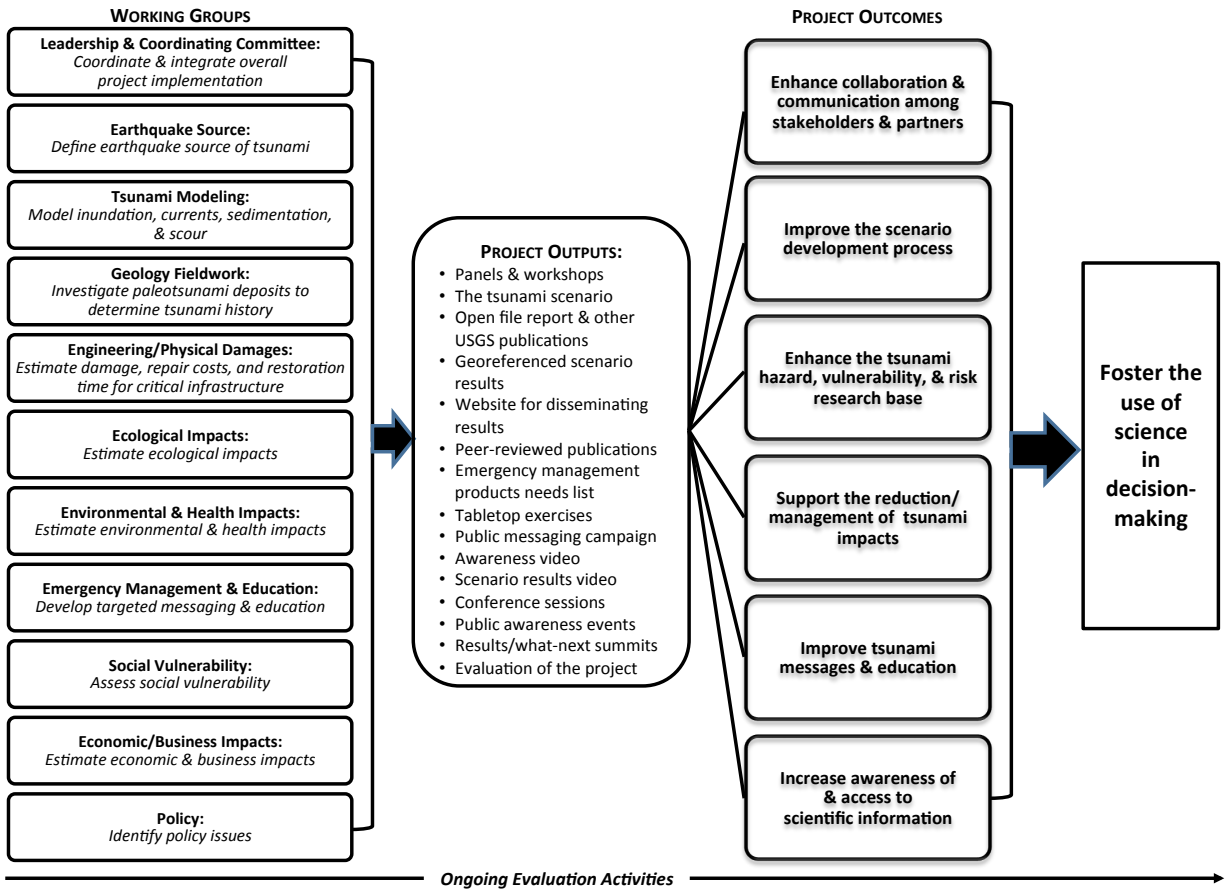 WORKING GROUPS
Leadership & Coordinating Committee:
Coordinate & integrate overall
project implementation
Earthquake Source:
Define earthquake source of tsunami
Tsunami Modeling:
Model inundation, currents, sedimentation,
& scour
Geology Fieldwork:
Investigate paleotsunami deposits to
determine tsunami history
Engineering/Physical Damages:
Estimate damage, repair costs, and restoration
time for critical infrastructure
Ecological Impacts:
Estimate ecological impacts
Environmental & Health Impacts:
Estimate environmental & health impacts
Emergency Management & Education:
Develop targeted messaging & education
Social Vulnerability:
Assess social vulnerability
Economic/Business Impacts:
Estimate economic & business impacts
Policy:
Identify policy issues
PROJECT OUTPUTS:
• Panels & workshops
• The tsunami scenario
• Open file report & other
USGS publications
• Georeferenced scenario
results
• Website for disseminating
results
• Peer-reviewed publications
• Emergency management
products needs list
• Tabletop exercises
• Public messaging campaign
• Awareness video
• Scenario results video
• Conference sessions
• Public awareness events
• Results/what-next summits
• Evaluation of the project
PROJECT OUTCOMES
Enhance collaboration &
communication among
stakeholders & partners
Improve the scenario
development process
Enhance the tsunami
hazard, vulnerability, & risk
research base
Support the reduction/
management of tsunami
impacts
Improve tsunami
messages & education
Increase awareness of
& access to
scientific information
Foster the
use of
science
in
decision-
making
Ongoing Evaluation Activities